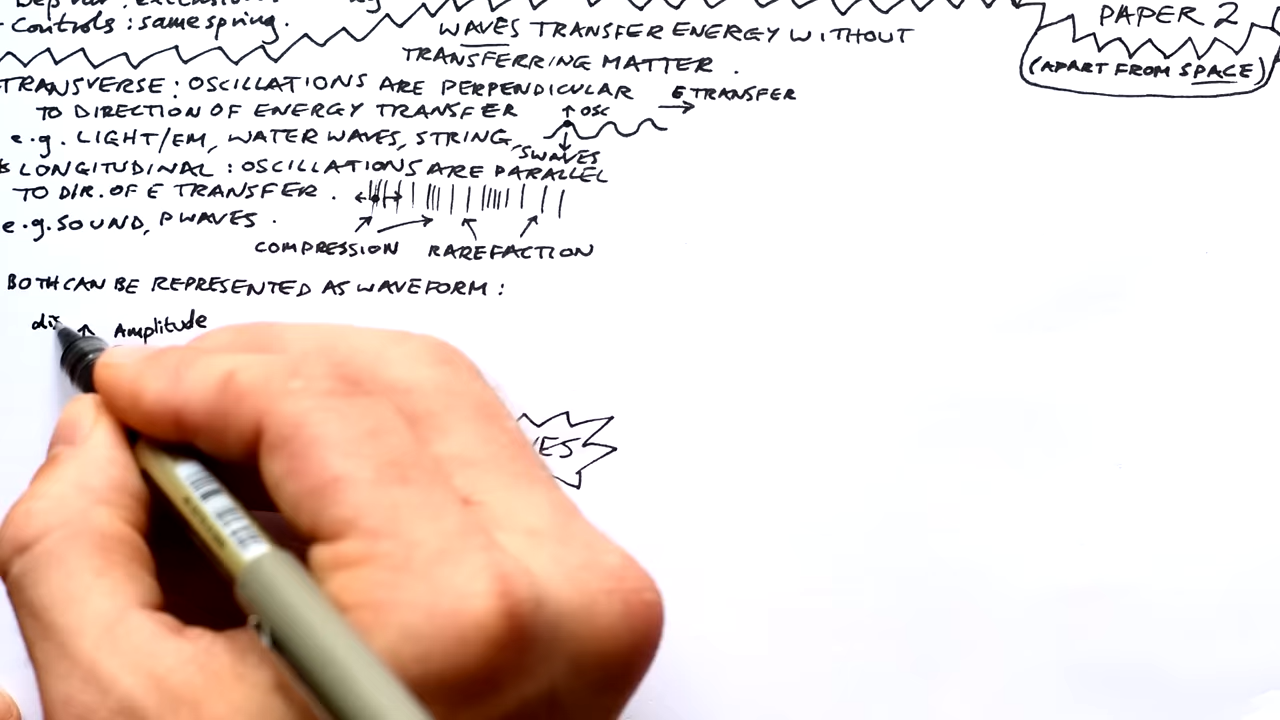 Controls : same spring.
WAVES TRANSFER ENERGY WITHOUT
TRANSFERRING MATTER .
PAPER 2
(APART FROM SPACE)
TRANSVERSE : OSCILLATIONS ARE PERPENDICULAR
TO DIRECTION OF ENERGY TRANSFER
↑ OSC
E TRANSFER
e.g. LIGHT/EM, WATER WAVES, STRING,
S WAVES
LONGITUDINAL : OSCILLATIONS ARE PARALLEL
TO DIR. OF E TRANSFER .
e.g. SOUND, P WAVES .
COMPRESSION RAREFACTION
BOTH CAN BE REPRESENTED AS WAVEFORM :
dis
Amplitude